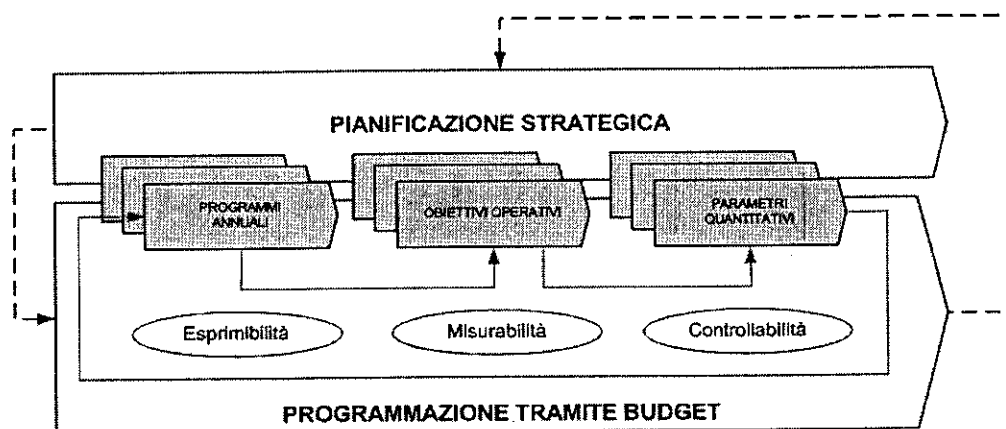 PIANIFICAZIONE STRATEGICA
PROGRAMMI
ANNUALI
OBIETTIVI OPERATIVI
PARAMETRI
QUANTITATIVI
Esprimibilità
Misurabilità
Controllabilità
PROGRAMMAZIONE TRAMITE BUDGET